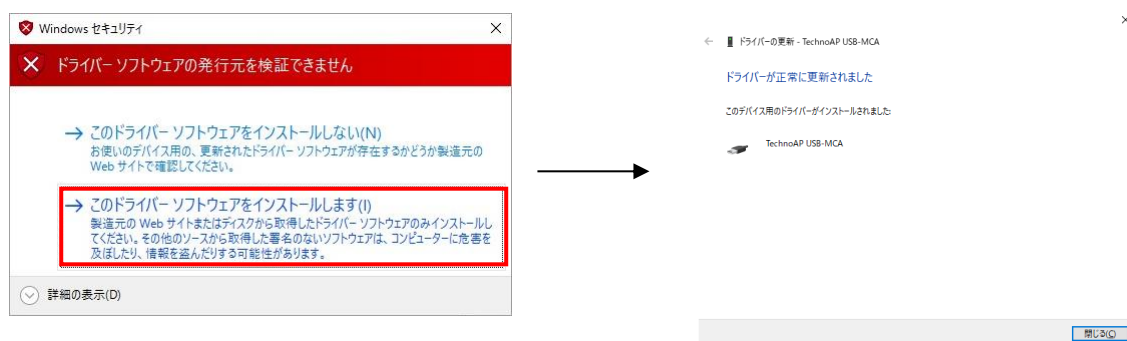 Windows セキュリティ
ドライバー ソフトウェアの発行元を検証できません
このドライバー ソフトウェアをインストールしない(N)
お使いのデバイス用の、更新されたドライバー ソフトウェアが存在するかどうか製造元の
Web サイトで確認してください。
このドライバー ソフトウェアをインストールします(I)
製造元の Web サイトまたはディスクから取得したドライバー ソフトウェアのみインストールし
てください。その他のソースから取得した署名のないソフトウェアは、コンピューターに危害を
及ぼしたり、情報を盗んだりする可能性があります。
詳細の表示(D)
ドライバーの更新 - TechnoAP USB-MCA
ドライバーが正常に更新されました
このデバイス用のドライバーがインストールされました:
TechnoAP USB-MCA
閉じる(C)